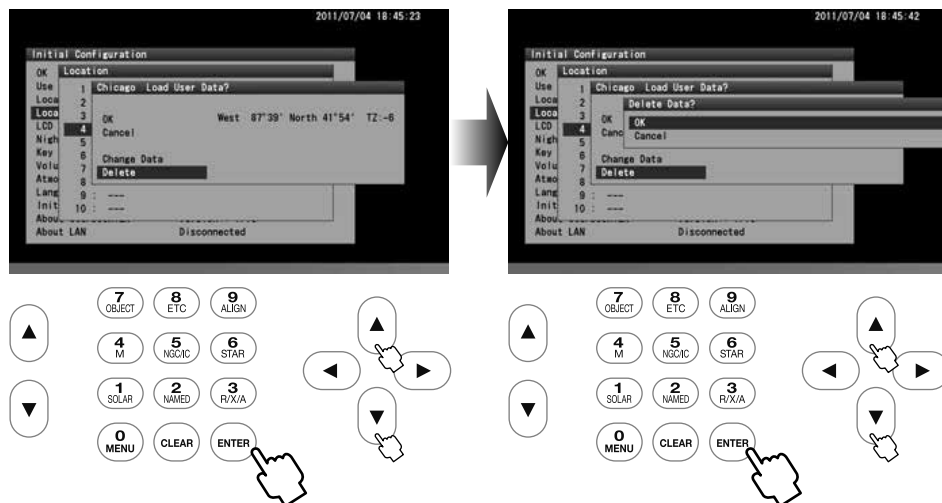 2011/07/04 18:45:23
Initial Configuration
OK Location
Use 1 Chicago Load User Data?
Loca 2
Loca 3 OK West 87°39' North 41°54' TZ:-6
LCD 4 Cancel
Nigh 5
Key 6 Change Data
Volu 7 Delete
Atmo 8
Lang 9 : ---
Init 10 : ---
About LAN Disconnected
7 OBJECT 8 ETC 9 ALIGN
4 M 5 NGC/IC 6 STAR
1 SOLAR 2 NAMED 3 R/X/A
0 MENU CLEAR ENTER
2011/07/04 18:45:42
Initial Configuration
OK Location
Use 1 Chicago Load User Data?
Loca 2 Delete Data?
Loca 3 OK OK
LCD 4 Canc Cancel
Nigh 5
Key 6 Change Data
Volu 7 Delete
Atmo 8
Lang 9 : ---
Init 10 : ---
About LAN Disconnected
7 OBJECT 8 ETC 9 ALIGN
4 M 5 NGC/IC 6 STAR
1 SOLAR 2 NAMED 3 R/X/A
0 MENU CLEAR ENTER